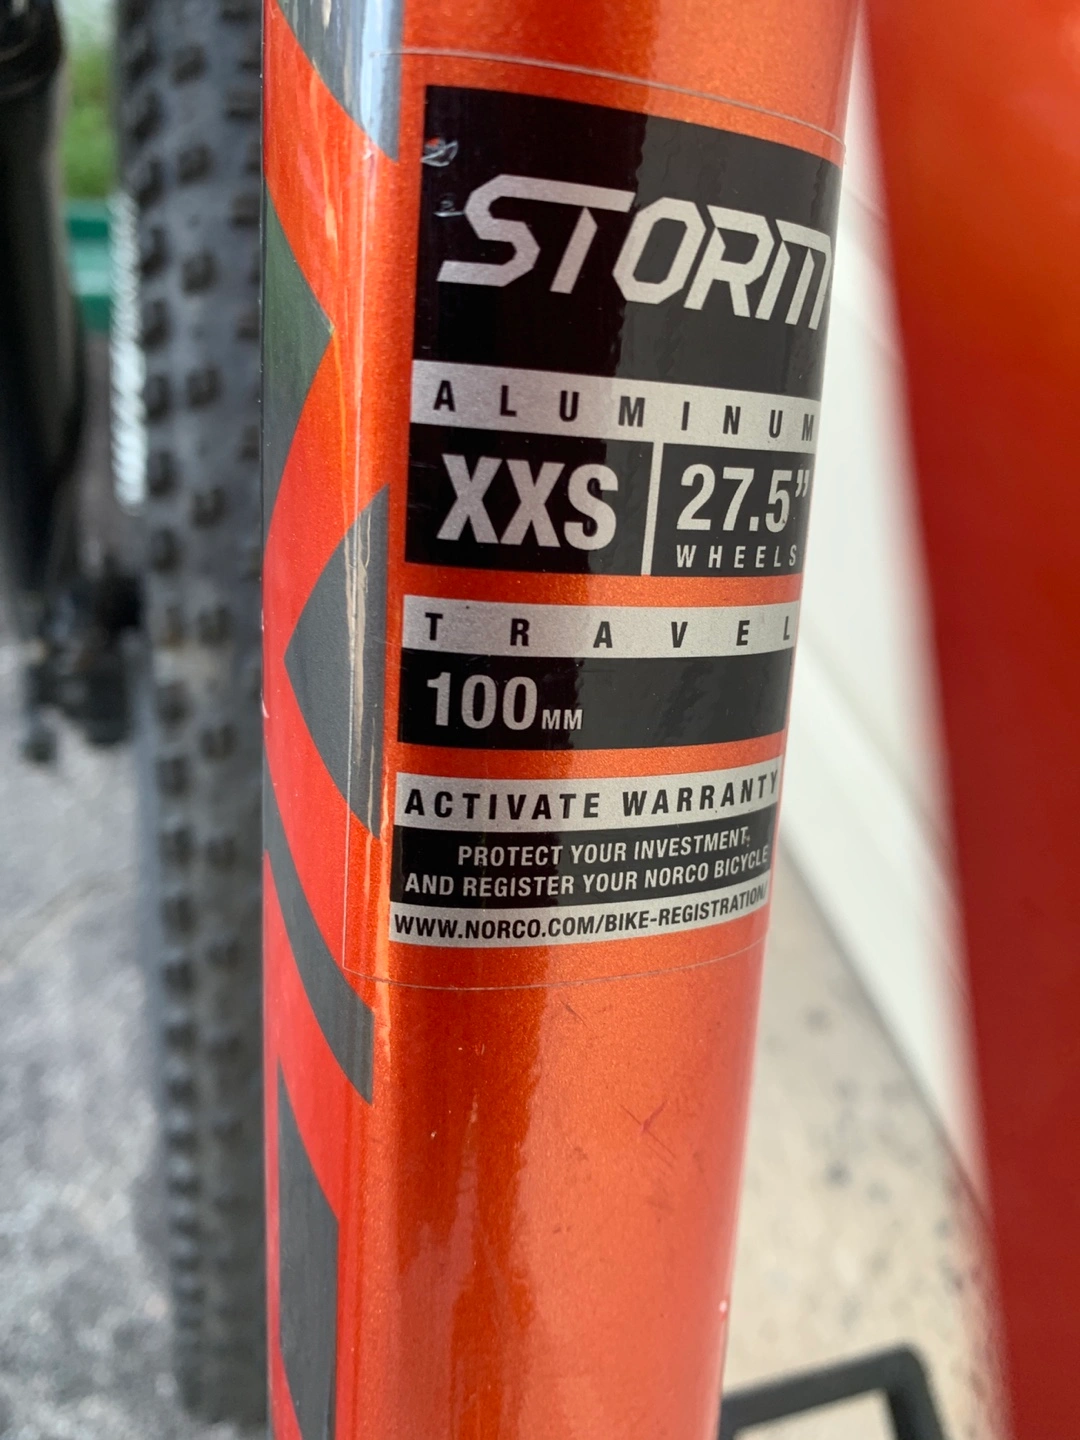 STORM
ALUMINUM
XXS 27.5"
WHEELS
TRAVEL
100MM
ACTIVATE WARRANTY
PROTECT YOUR INVESTMENT,
AND REGISTER YOUR NORCO BICYCLE
WWW.NORCO.COM/BIKE-REGISTRATION/